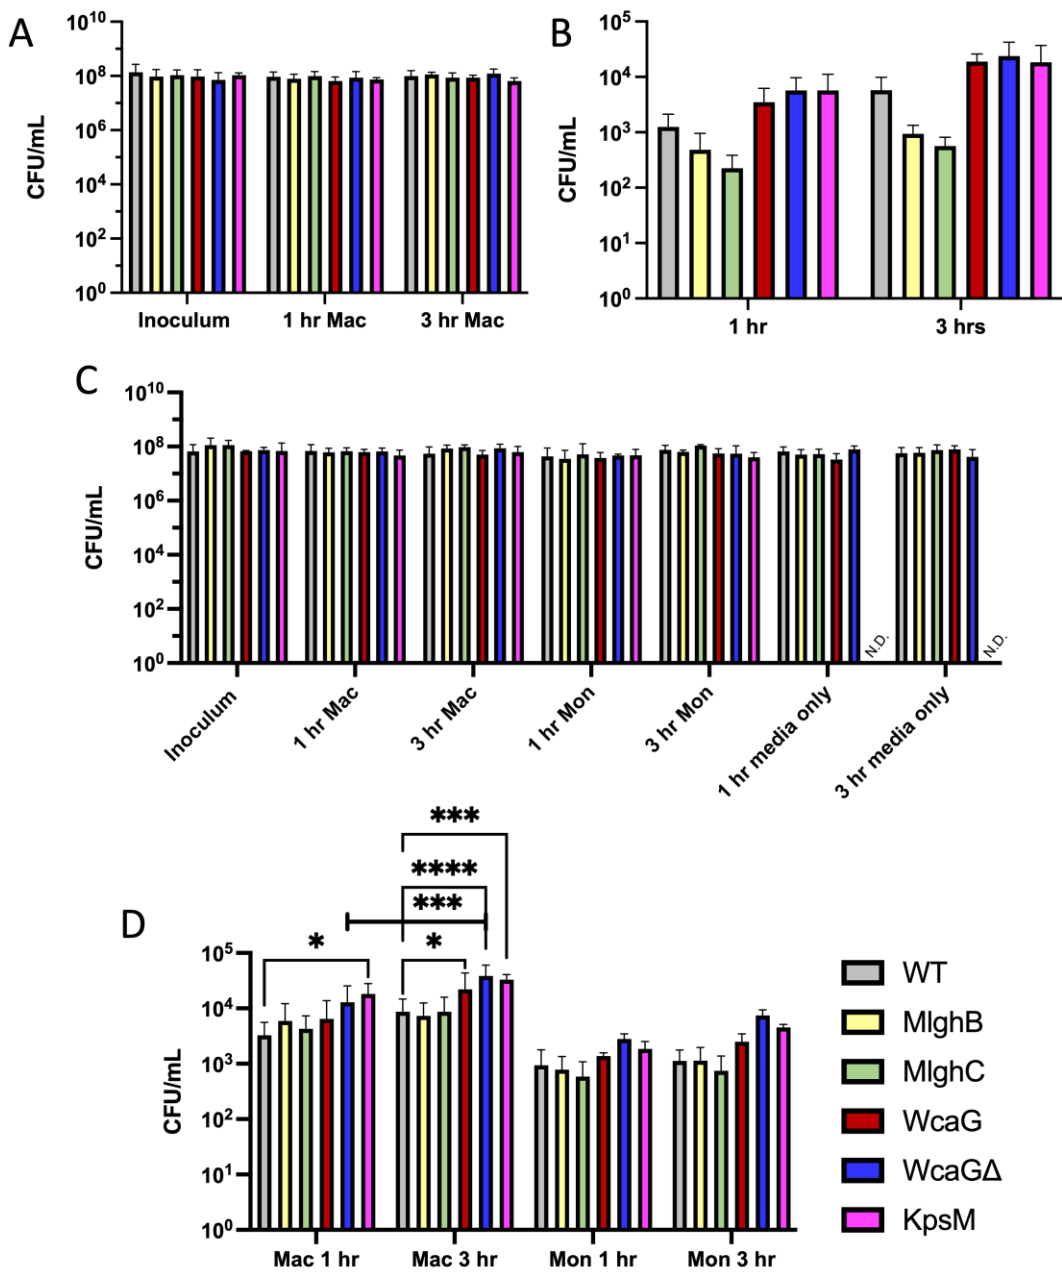 A
CFU/mL
10^10
10^8
10^6
10^4
10^2
10^0
Inoculum
1 hr Mac
3 hr Mac
B
CFU/mL
10^5
10^4
10^3
10^2
10^1
10^0
1 hr
3 hrs
C
CFU/mL
10^10
10^8
10^6
10^4
10^2
10^0
N.D.
N.D.
Inoculum
1 hr Mac
3 hr Mac
1 hr Mon
3 hr Mon
1 hr media only
3 hr media only
D
CFU/mL
***
****
***
*
*
10^5
10^4
10^3
10^2
10^1
10^0
Mac 1 hr
Mac 3 hr
Mon 1 hr
Mon 3 hr
WT
MlghB
MlghC
WcaG
WcaGΔ
KpsM